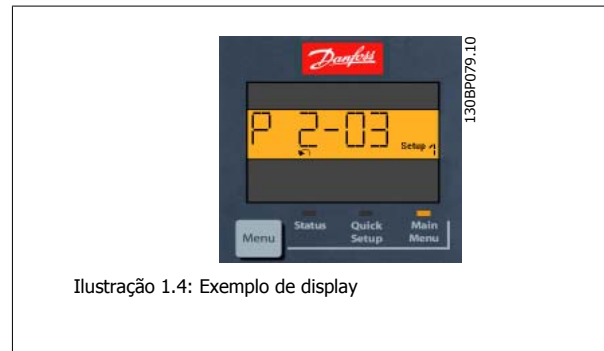 Danfoss
130BP079.10
P 2-03
Setup 1
Status
Quick Setup
Main Menu
Menu
Ilustração 1.4: Exemplo de display